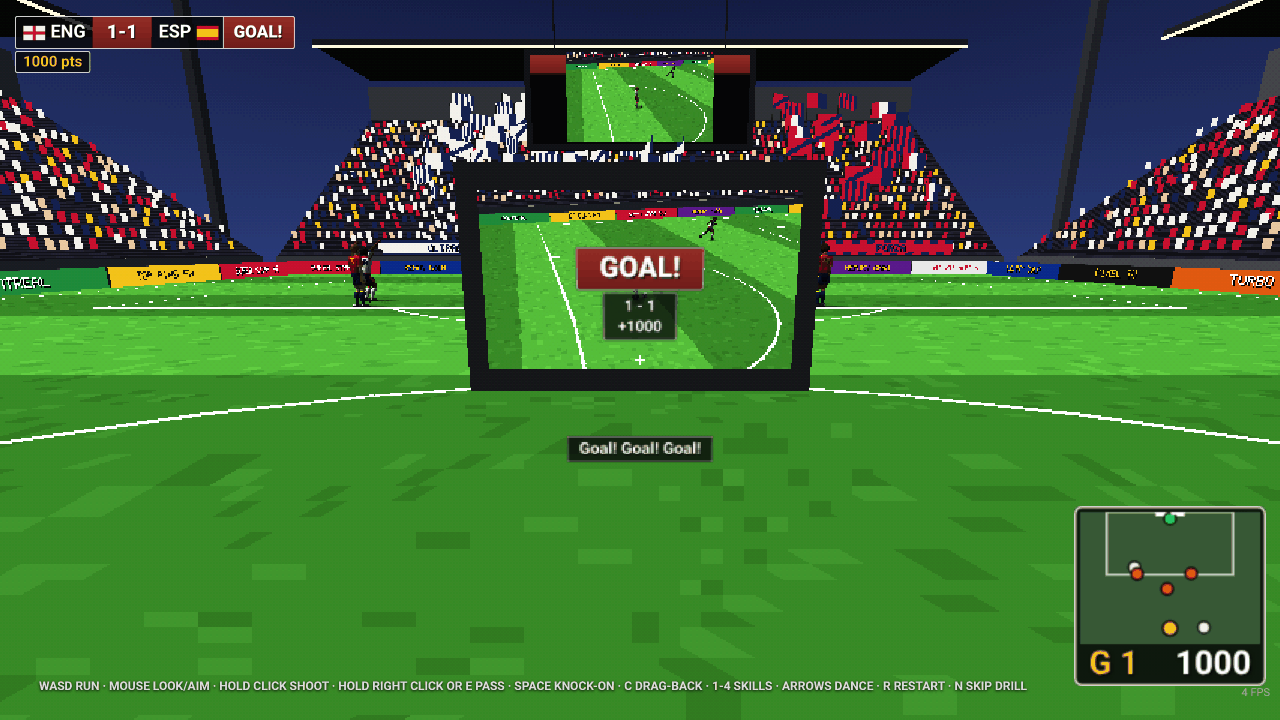 ENG 1-1 ESP GOAL!
1000 pts
GOAL!
1 - 1
+1000
Goal! Goal! Goal!
TURBO
G 1 1000
WASD RUN · MOUSE LOOK/AIM · HOLD CLICK SHOOT · HOLD RIGHT CLICK OR E PASS · SPACE KNOCK-ON · C DRAG-BACK · 1-4 SKILLS · ARROWS DANCE · R RESTART · N SKIP DRILL
4 FPS